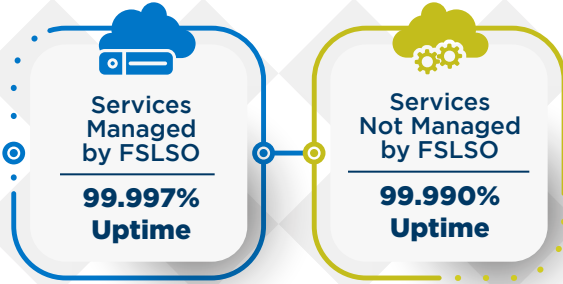 Services
Managed
by FSLSO
99.997%
Uptime
Services
Not Managed
by FSLSO
99.990%
Uptime